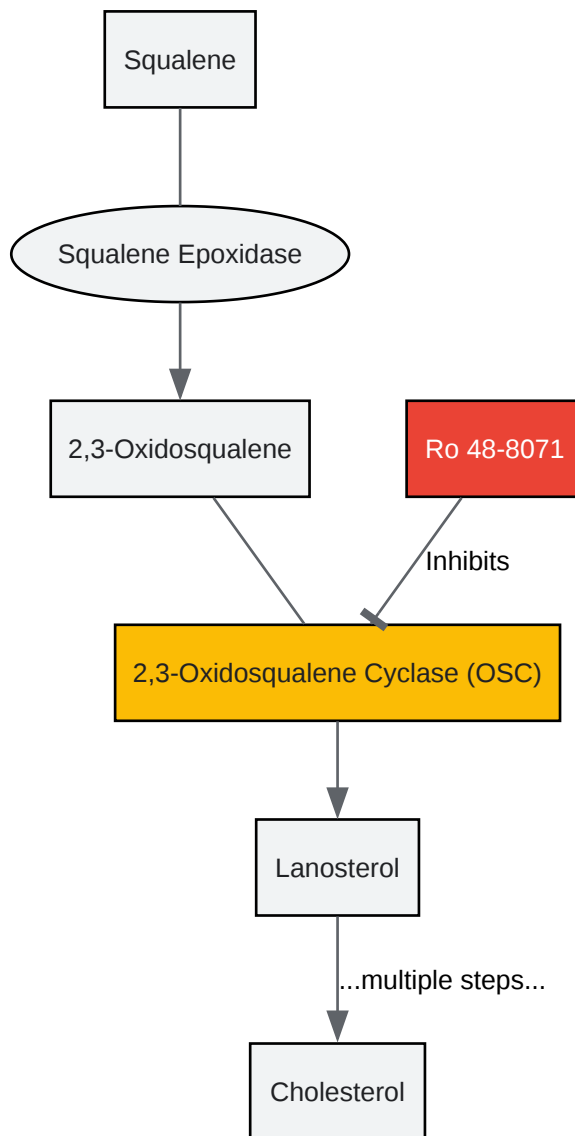 Squalene
Squalene Epoxidase
2,3-Oxidosqualene
Ro 48-8071
Inhibits
2,3-Oxidosqualene Cyclase (OSC)
Lanosterol
...multiple steps...
Cholesterol